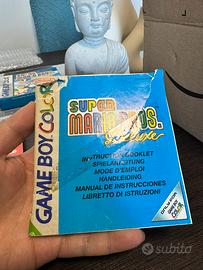 GAME BOY COLOR
SUPER
MARIO BROS.
Deluxe
INSTRUCTION BOOKLET
SPIELANLEITUNG
MODE D'EMPLOI
HANDLEIDING
MANUAL DE INSTRUCCIONES
LIBRETTO DI ISTRUZIONI
subito